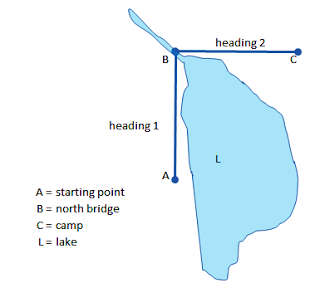 heading 2
B
C
heading 1
L
A
A = starting point
B = north bridge
C = camp
L = lake